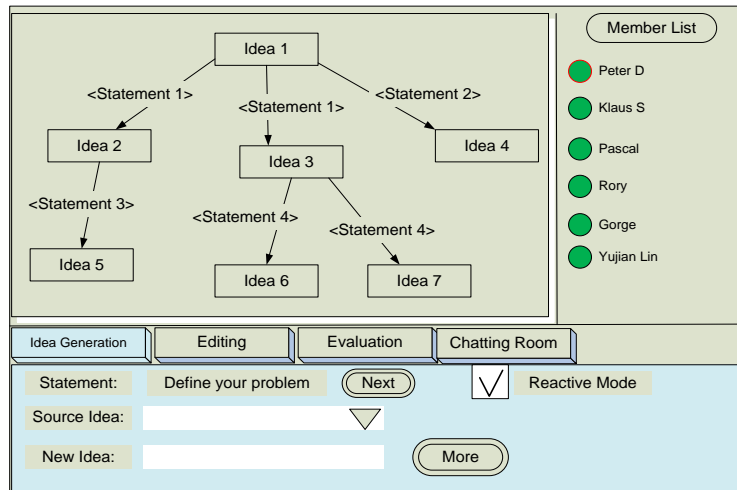 Idea 1
<Statement 1>
<Statement 1>
<Statement 2>
Idea 2
Idea 3
Idea 4
<Statement 3>
<Statement 4>
<Statement 4>
Idea 5
Idea 6
Idea 7
Member List
Peter D
Klaus S
Pascal
Rory
Gorge
Yujian Lin
Idea Generation
Editing
Evaluation
Chatting Room
Statement:
Define your problem
Next
Reactive Mode
Source Idea:
New Idea:
More